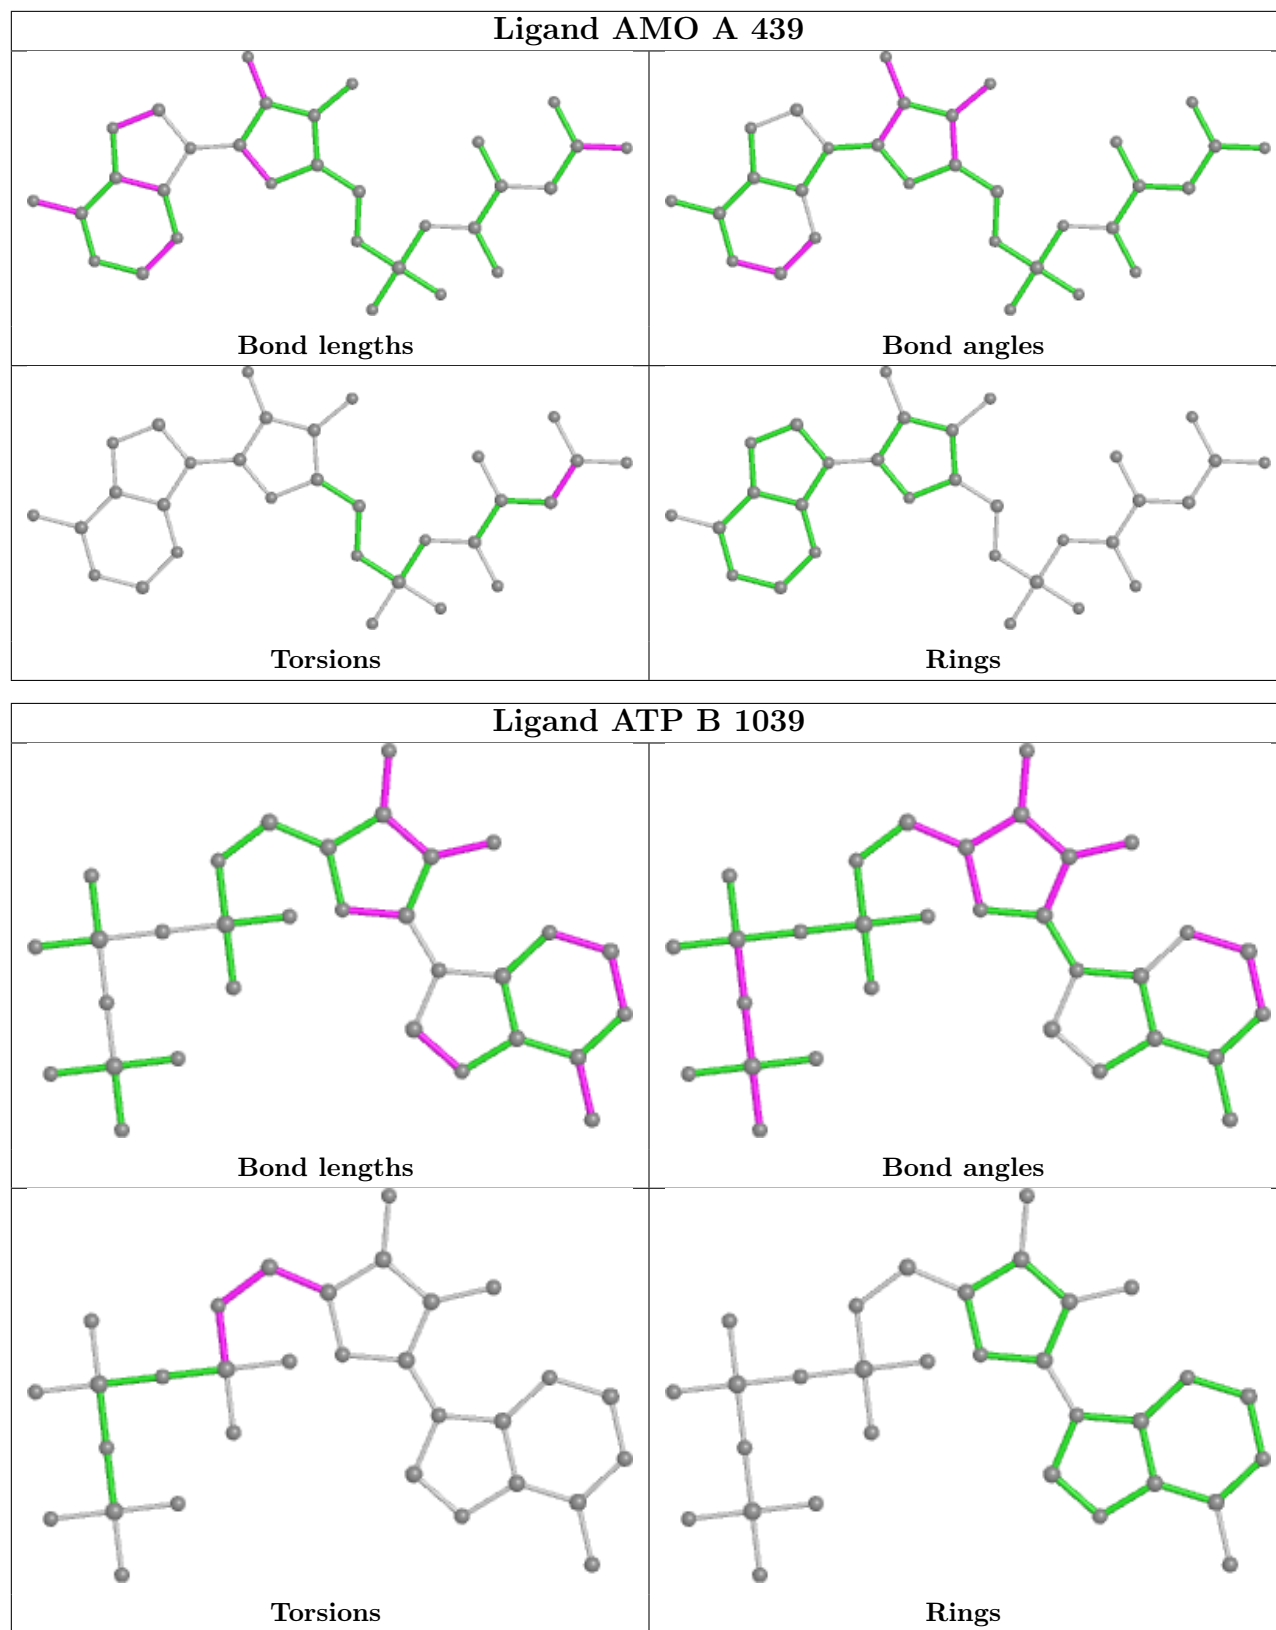 Ligand AMO A 439
Bond lengths
Bond angles
Torsions
Rings
Ligand ATP B 1039
Bond lengths
Bond angles
Torsions
Rings